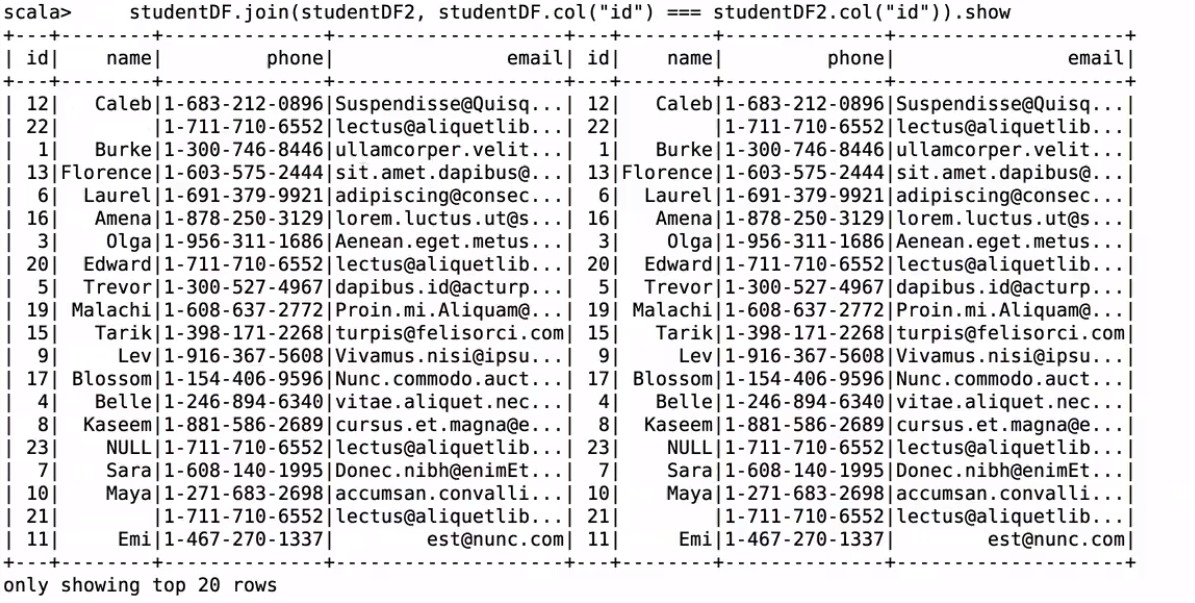 scala>     studentDF.join(studentDF2, studentDF.col("id") === studentDF2.col("id")).show
+---+--------+--------------+--------------------+---+--------+--------------+--------------------+
| id|    name|         phone|               email| id|    name|         phone|               email|
+---+--------+--------------+--------------------+---+--------+--------------+--------------------+
| 12|   Caleb|1-683-212-0896|Suspendisse@Quisq...| 12|   Caleb|1-683-212-0896|Suspendisse@Quisq...|
| 22|        |1-711-710-6552|lectus@aliquetlib...| 22|        |1-711-710-6552|lectus@aliquetlib...|
|  1|   Burke|1-300-746-8446|ullamcorper.velit...|  1|   Burke|1-300-746-8446|ullamcorper.velit...|
| 13|Florence|1-603-575-2444|sit.amet.dapibus@...| 13|Florence|1-603-575-2444|sit.amet.dapibus@...|
|  6|  Laurel|1-691-379-9921|adipiscing@consec...|  6|  Laurel|1-691-379-9921|adipiscing@consec...|
| 16|   Amena|1-878-250-3129|lorem.luctus.ut@s...| 16|   Amena|1-878-250-3129|lorem.luctus.ut@s...|
|  3|    Olga|1-956-311-1686|Aenean.eget.metus...|  3|    Olga|1-956-311-1686|Aenean.eget.metus...|
| 20|  Edward|1-711-710-6552|lectus@aliquetlib...| 20|  Edward|1-711-710-6552|lectus@aliquetlib...|
|  5|  Trevor|1-300-527-4967|dapibus.id@acturp...|  5|  Trevor|1-300-527-4967|dapibus.id@acturp...|
| 19| Malachi|1-608-637-2772|Proin.mi.Aliquam@...| 19| Malachi|1-608-637-2772|Proin.mi.Aliquam@...|
| 15|   Tarik|1-398-171-2268|turpis@felisorci.com| 15|   Tarik|1-398-171-2268|turpis@felisorci.com|
|  9|     Lev|1-916-367-5608|Vivamus.nisi@ipsu...|  9|     Lev|1-916-367-5608|Vivamus.nisi@ipsu...|
| 17| Blossom|1-154-406-9596|Nunc.commodo.auct...| 17| Blossom|1-154-406-9596|Nunc.commodo.auct...|
|  4|   Belle|1-246-894-6340|vitae.aliquet.nec...|  4|   Belle|1-246-894-6340|vitae.aliquet.nec...|
|  8|  Kaseem|1-881-586-2689|cursus.et.magna@e...|  8|  Kaseem|1-881-586-2689|cursus.et.magna@e...|
| 23|    NULL|1-711-710-6552|lectus@aliquetlib...| 23|    NULL|1-711-710-6552|lectus@aliquetlib...|
|  7|    Sara|1-608-140-1995|Donec.nibh@enimEt...|  7|    Sara|1-608-140-1995|Donec.nibh@enimEt...|
| 10|    Maya|1-271-683-2698|accumsan.convalli...| 10|    Maya|1-271-683-2698|accumsan.convalli...|
| 21|        |1-711-710-6552|lectus@aliquetlib...| 21|        |1-711-710-6552|lectus@aliquetlib...|
| 11|     Emi|1-467-270-1337|        est@nunc.com| 11|     Emi|1-467-270-1337|        est@nunc.com|
+---+--------+--------------+--------------------+---+--------+--------------+--------------------+
only showing top 20 rows